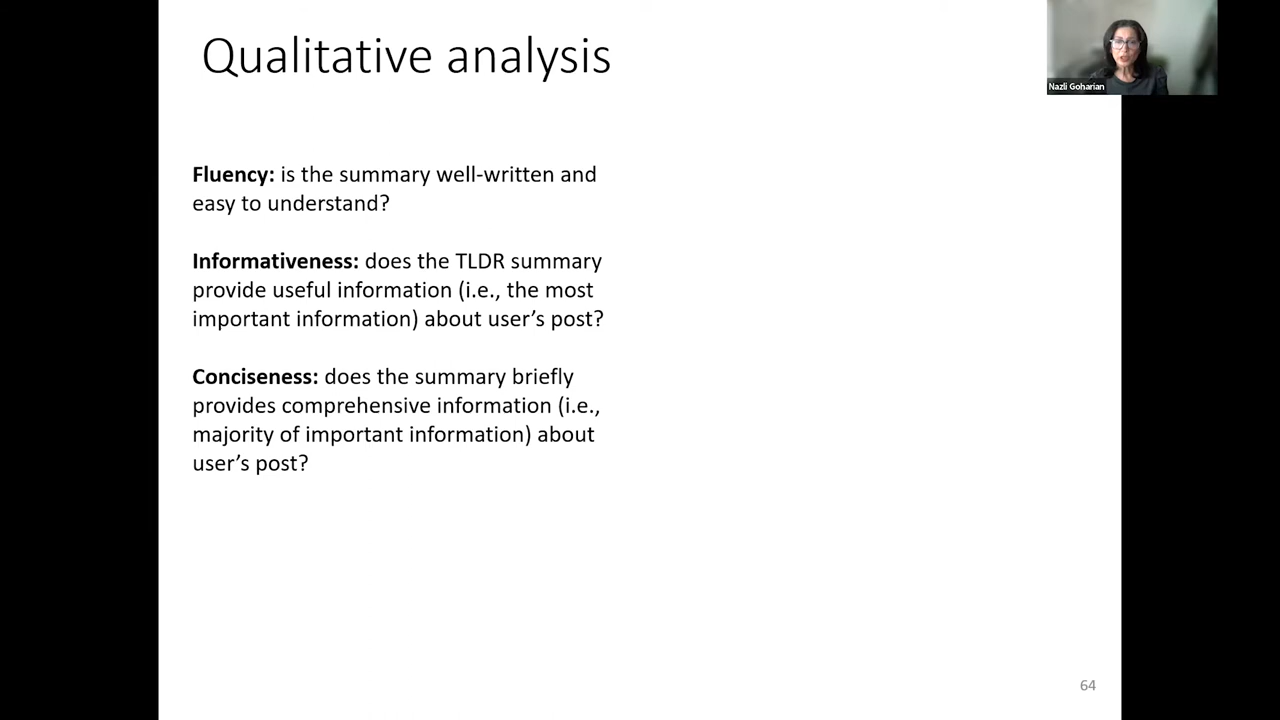 Qualitative analysis
Nazli Goharian
Fluency: is the summary well-written and
easy to understand?
Informativeness: does the TLDR summary
provide useful information (i.e., the most
important information) about user’s post?
Conciseness: does the summary briefly
provides comprehensive information (i.e.,
majority of important information) about
user’s post?
64